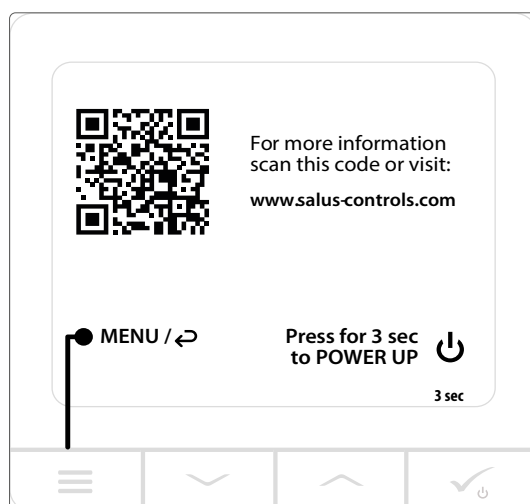 For more information
scan this code or visit:
www.salus-controls.com
MENU /
Press for 3 sec
to POWER UP
3 sec